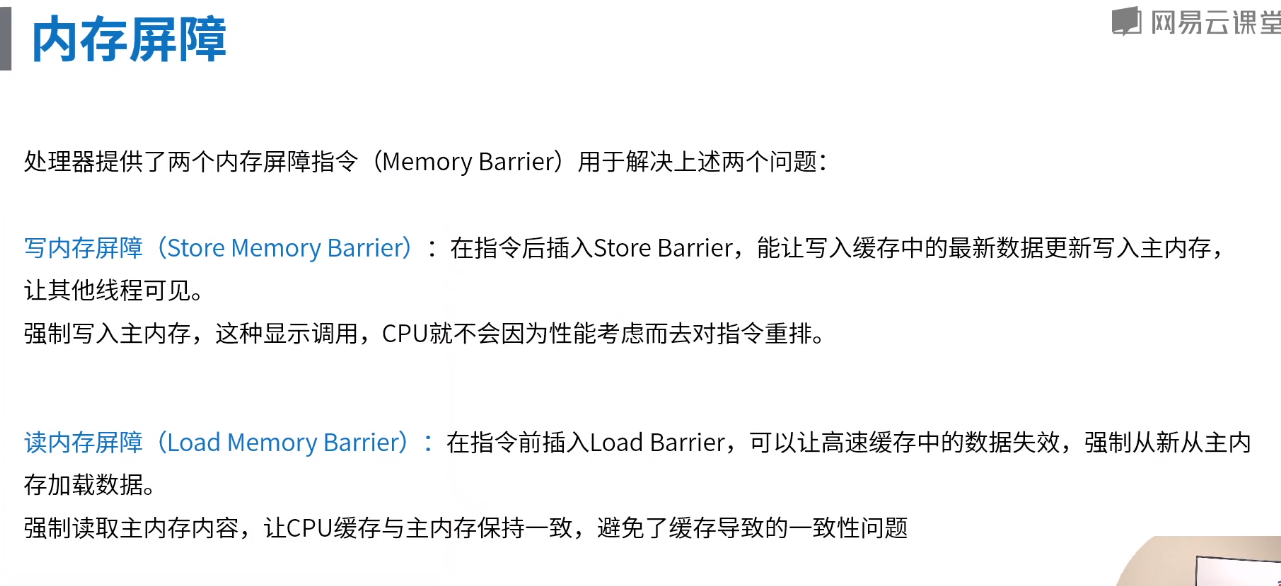 内存屏障
网易云课堂
处理器提供了两个内存屏障指令（Memory Barrier）用于解决上述两个问题：
写内存屏障（Store Memory Barrier）：在指令后插入Store Barrier，能让写入缓存中的最新数据更新写入主内存，
让其他线程可见。
强制写入主内存，这种显示调用，CPU就不会因为性能考虑而去对指令重排。
读内存屏障（Load Memory Barrier）：在指令前插入Load Barrier，可以让高速缓存中的数据失效，强制从新从主内
存加载数据。
强制读取主内存内容，让CPU缓存与主内存保持一致，避免了缓存导致的一致性问题